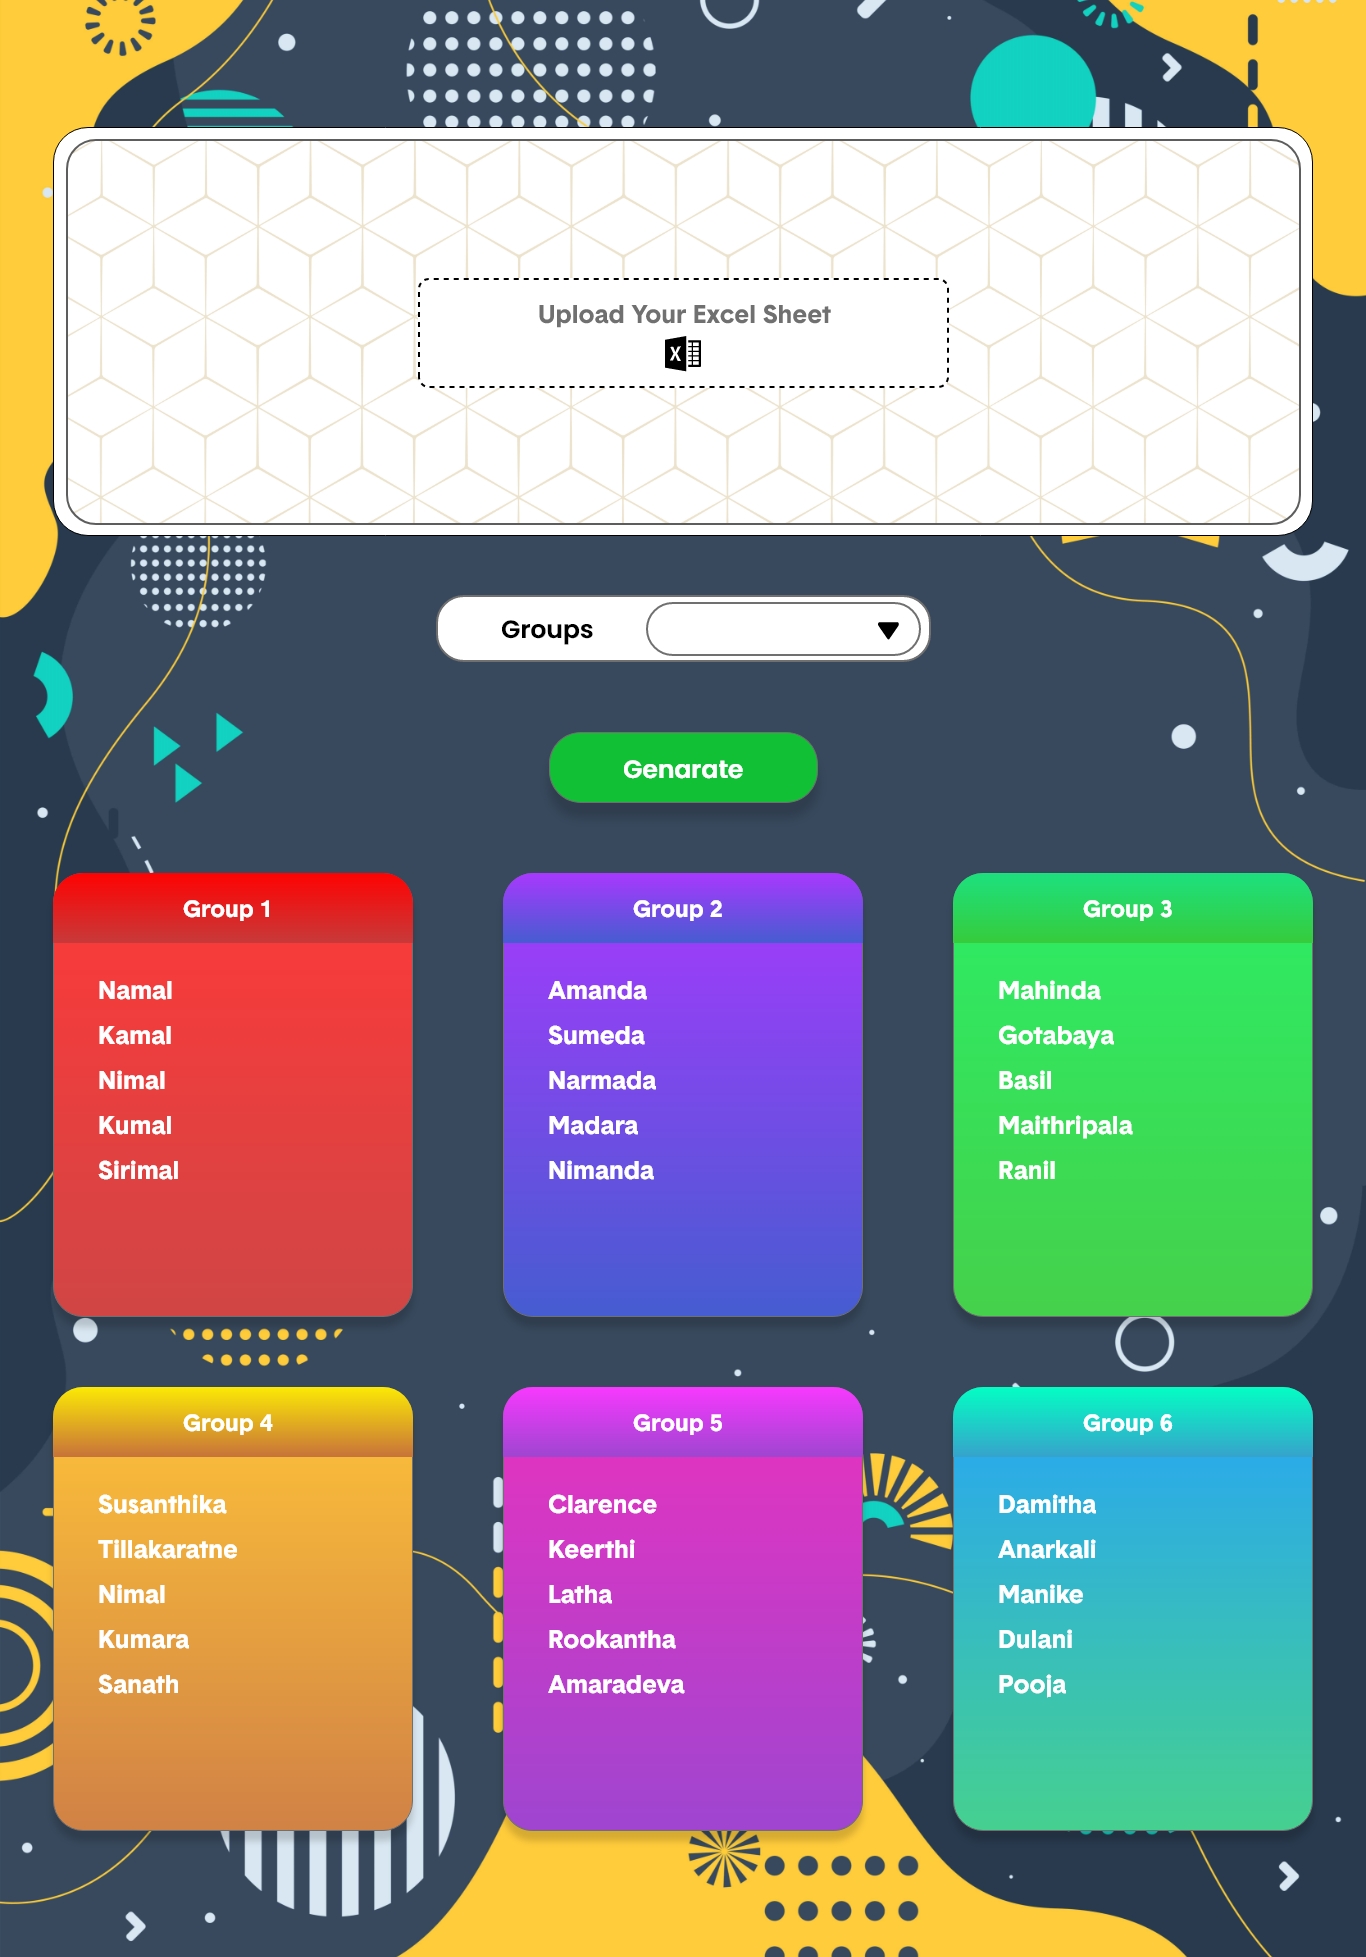 Upload Your Excel Sheet
X
Groups
Genarate
Group 1
Namal
Kamal
Nimal
Kumal
Sirimal
Group 2
Amanda
Sumeda
Narmada
Madara
Nimanda
Group 3
Mahinda
Gotabaya
Basil
Maithripala
Ranil
Group 4
Susanthika
Tillakaratne
Nimal
Kumara
Sanath
Group 5
Clarence
Keerthi
Latha
Rookantha
Amaradeva
Group 6
Damitha
Anarkali
Manike
Dulani
Pooja